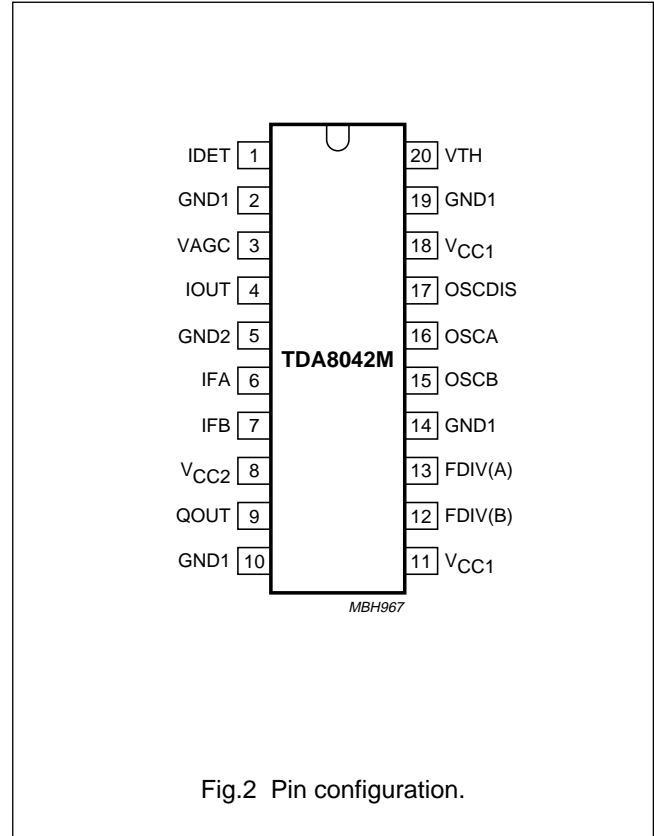 IDET 1 20 VTH
GND1 2 19 GND1
VAGC 3 18 VCC1
IOUT 4 17 OSCDIS
GND2 5 16 OSCA
TDA8042M
IFA 6 15 OSCB
IFB 7 14 GND1
VCC2 8 13 FDIV(A)
QOUT 9 12 FDIV(B)
GND1 10 11 VCC1
MBH967
Fig.2 Pin configuration.